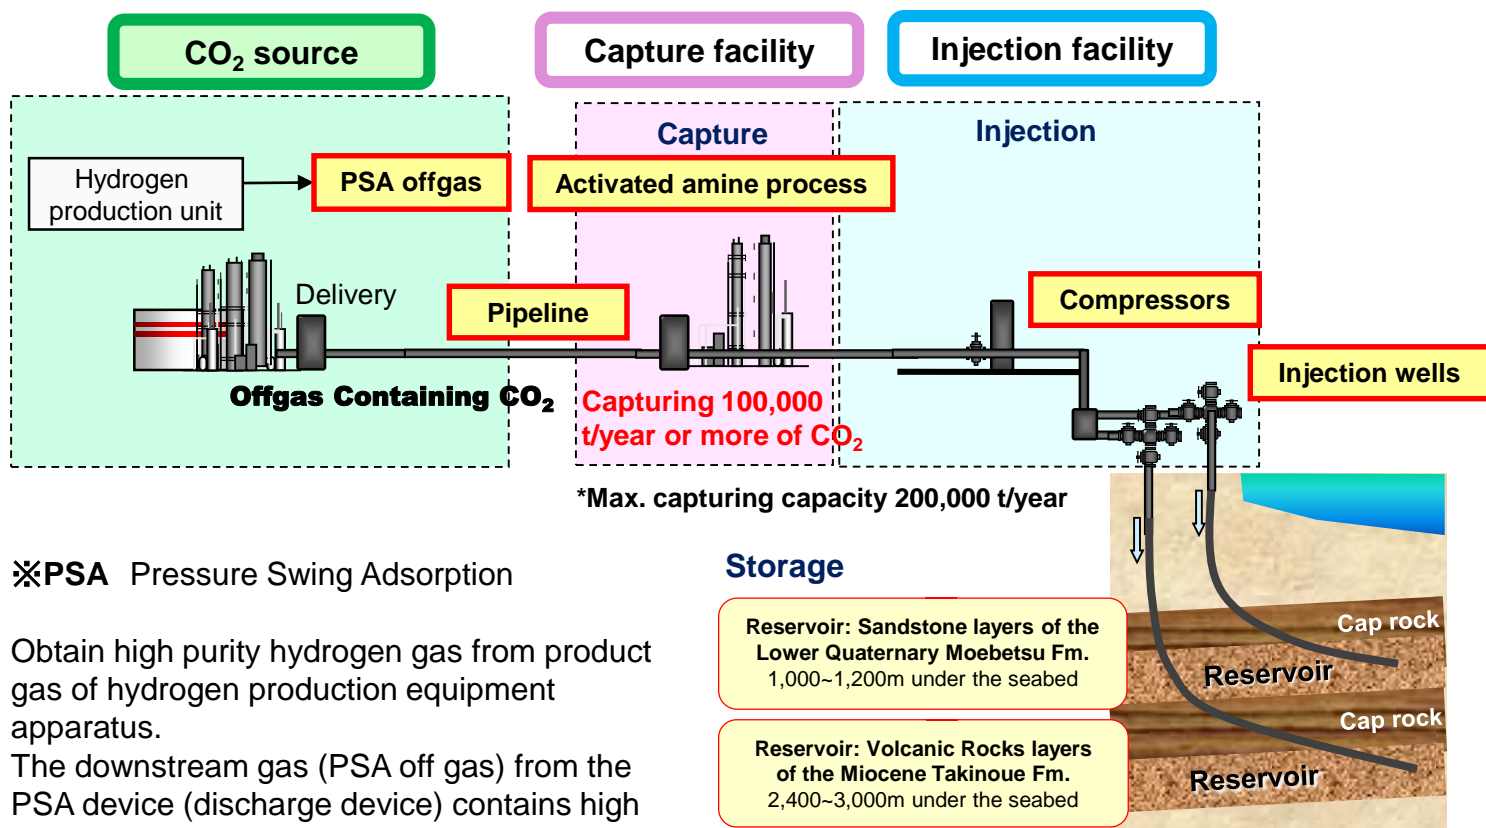 CO₂ source
Capture facility
Injection facility
Capture
Injection
Hydrogen
production unit
PSA offgas
Activated amine process
Delivery
Pipeline
Compressors
Injection wells
Offgas Containing CO₂
Capturing 100,000
t/year or more of CO₂
*Max. capturing capacity 200,000 t/year
※PSA Pressure Swing Adsorption
Obtain high purity hydrogen gas from product
gas of hydrogen production equipment
apparatus.
The downstream gas (PSA off gas) from the
PSA device (discharge device) contains high
Storage
Reservoir: Sandstone layers of the
Lower Quaternary Moebetsu Fm.
1,000~1,200m under the seabed
Reservoir: Volcanic Rocks layers
of the Miocene Takinoue Fm.
2,400~3,000m under the seabed
Cap rock
Reservoir
Cap rock
Reservoir